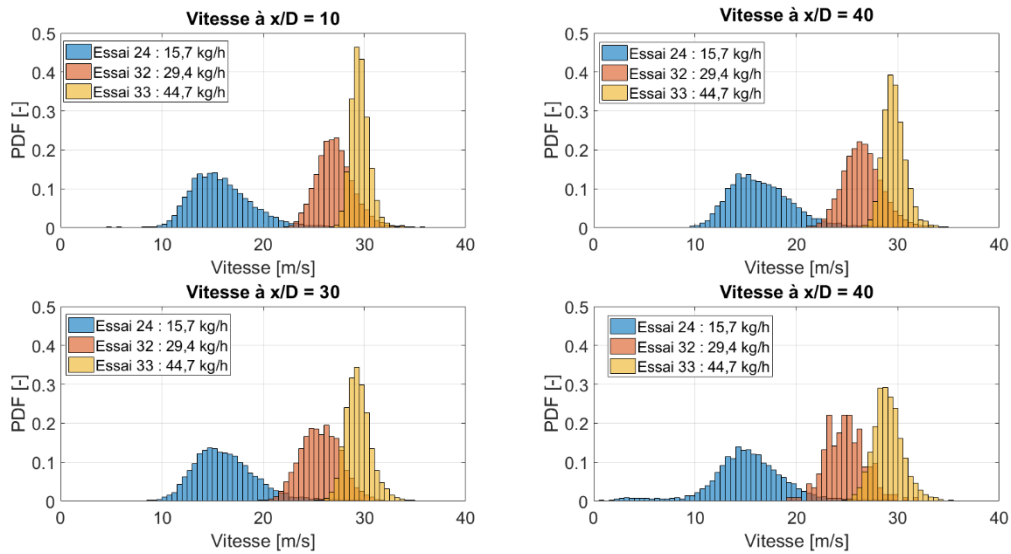 Vitesse à x/D = 10
0.5
0.4
0.3
0.2
0.1
0
PDF [-]
Essai 24 : 15,7 kg/h
Essai 32 : 29,4 kg/h
Essai 33 : 44,7 kg/h
0 10 20 30 40
Vitesse [m/s]
Vitesse à x/D = 40
0.5
0.4
0.3
0.2
0.1
0
PDF [-]
Essai 24 : 15,7 kg/h
Essai 32 : 29,4 kg/h
Essai 33 : 44,7 kg/h
0 10 20 30 40
Vitesse [m/s]
Vitesse à x/D = 30
0.5
0.4
0.3
0.2
0.1
0
PDF [-]
Essai 24 : 15,7 kg/h
Essai 32 : 29,4 kg/h
Essai 33 : 44,7 kg/h
0 10 20 30 40
Vitesse [m/s]
Vitesse à x/D = 40
0.5
0.4
0.3
0.2
0.1
0
PDF [-]
Essai 24 : 15,7 kg/h
Essai 32 : 29,4 kg/h
Essai 33 : 44,7 kg/h
0 10 20 30 40
Vitesse [m/s]